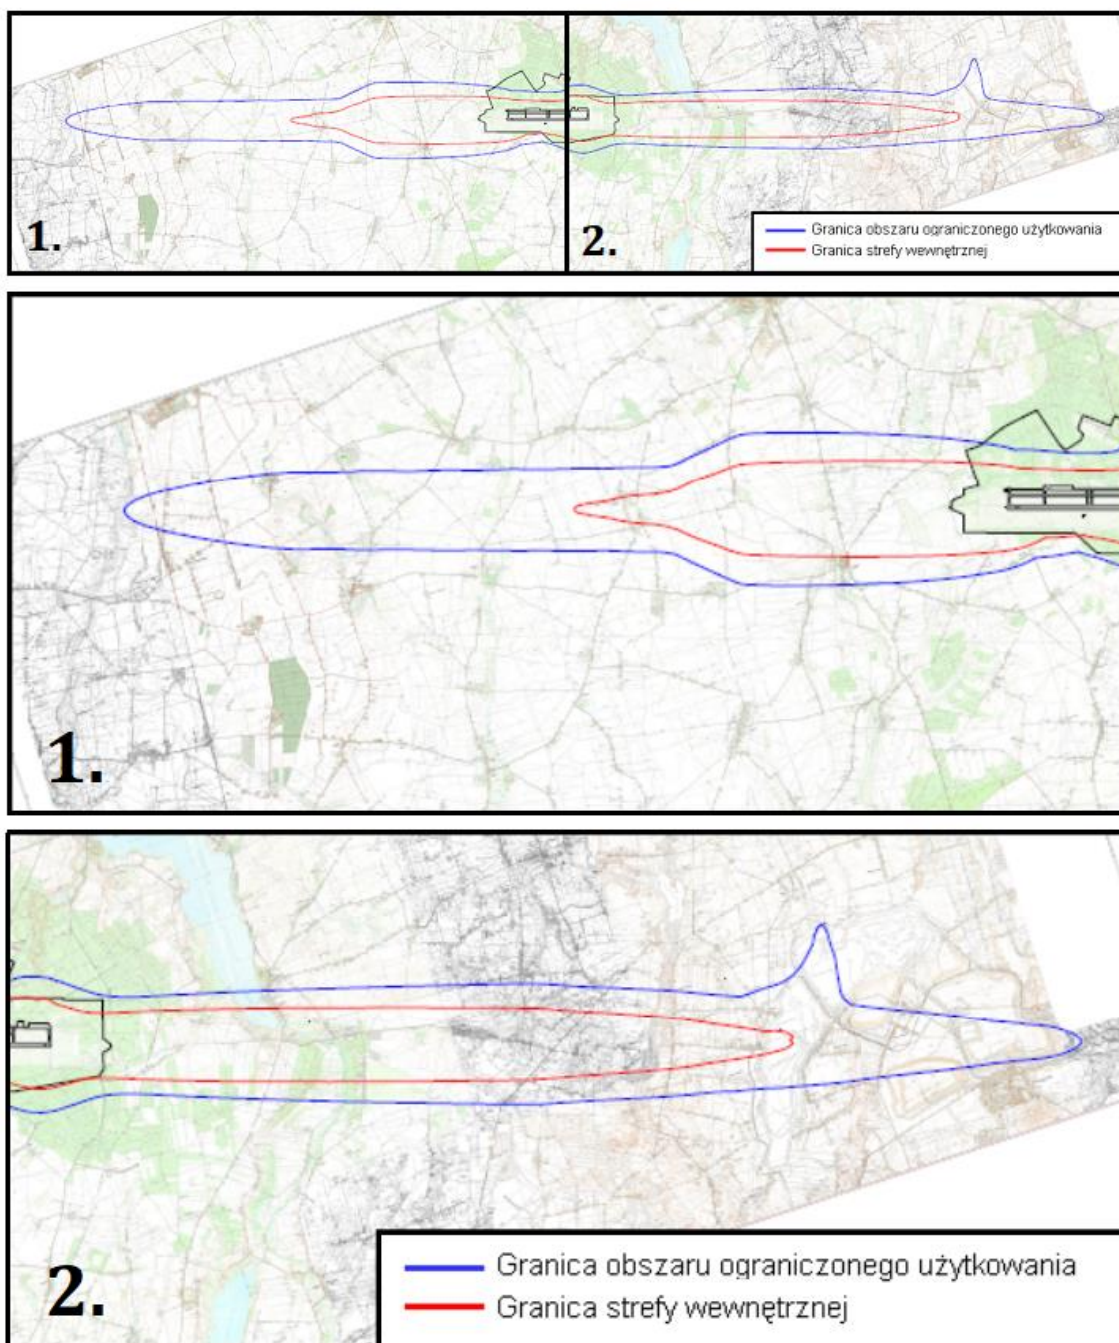 1.
2.
Granica obszaru ograniczonego użytkowania
Granica strefy wewnętrznej
1.
2.
Granica obszaru ograniczonego użytkowania
Granica strefy wewnętrznej